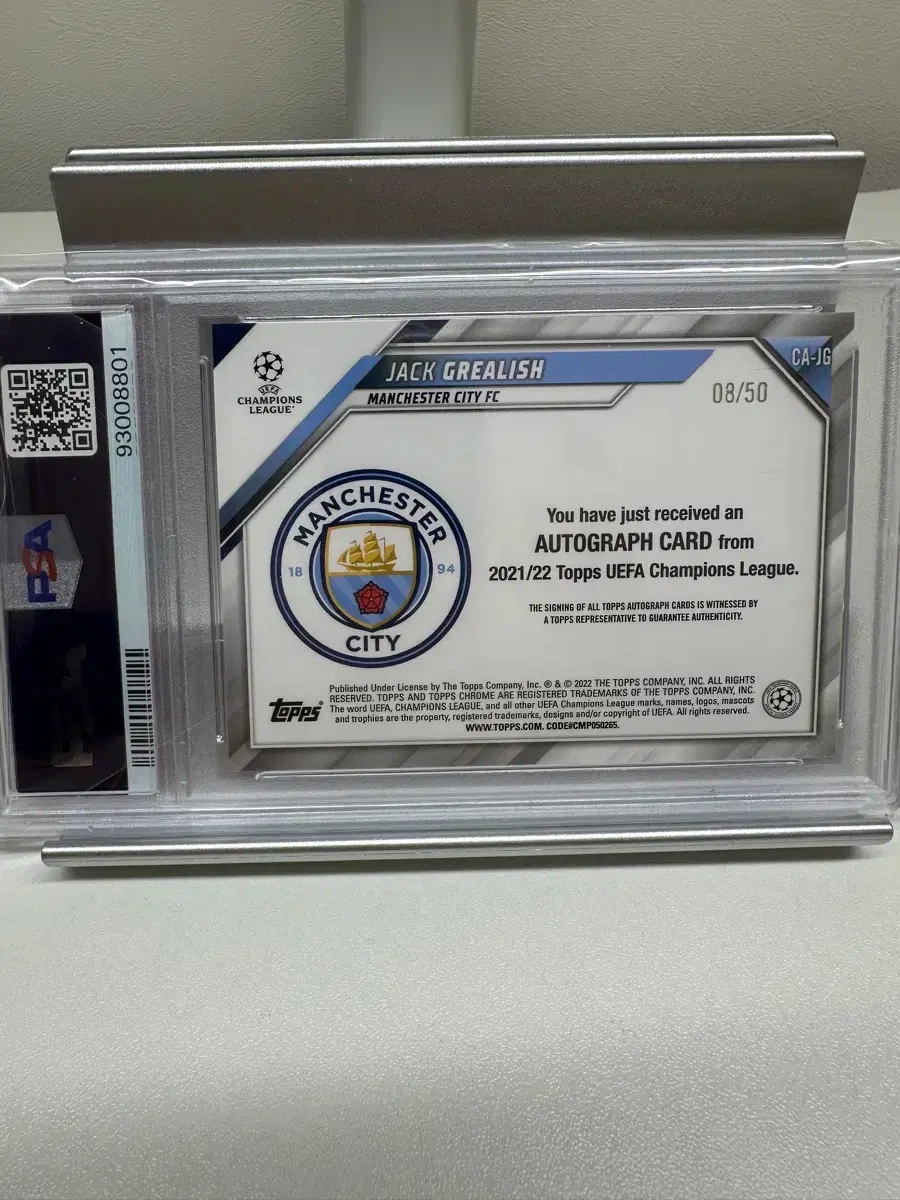 93008801
PSA
UEFA
CHAMPIONS
LEAGUE®
JACK GREALISH
MANCHESTER CITY FC
CA-JG
08/50
MANCHESTER
18 94
CITY
You have just received an
AUTOGRAPH CARD from
2021/22 Topps UEFA Champions League.
THE SIGNING OF ALL TOPPS AUTOGRAPH CARDS IS WITNESSED BY
A TOPPS REPRESENTATIVE TO GUARANTEE AUTHENTICITY.
topps®
Published Under License by The Topps Company, Inc. ® & © 2022 THE TOPPS COMPANY, INC. ALL RIGHTS
RESERVED. TOPPS AND TOPPS CHROME ARE REGISTERED TRADEMARKS OF THE TOPPS COMPANY, INC.
The word UEFA, CHAMPIONS LEAGUE, and all other UEFA Champions League marks, names, logos, mascots
and trophies are the property, registered trademarks, designs and/or copyright of UEFA. All rights reserved.
WWW.TOPPS.COM. CODE#CMP050265.